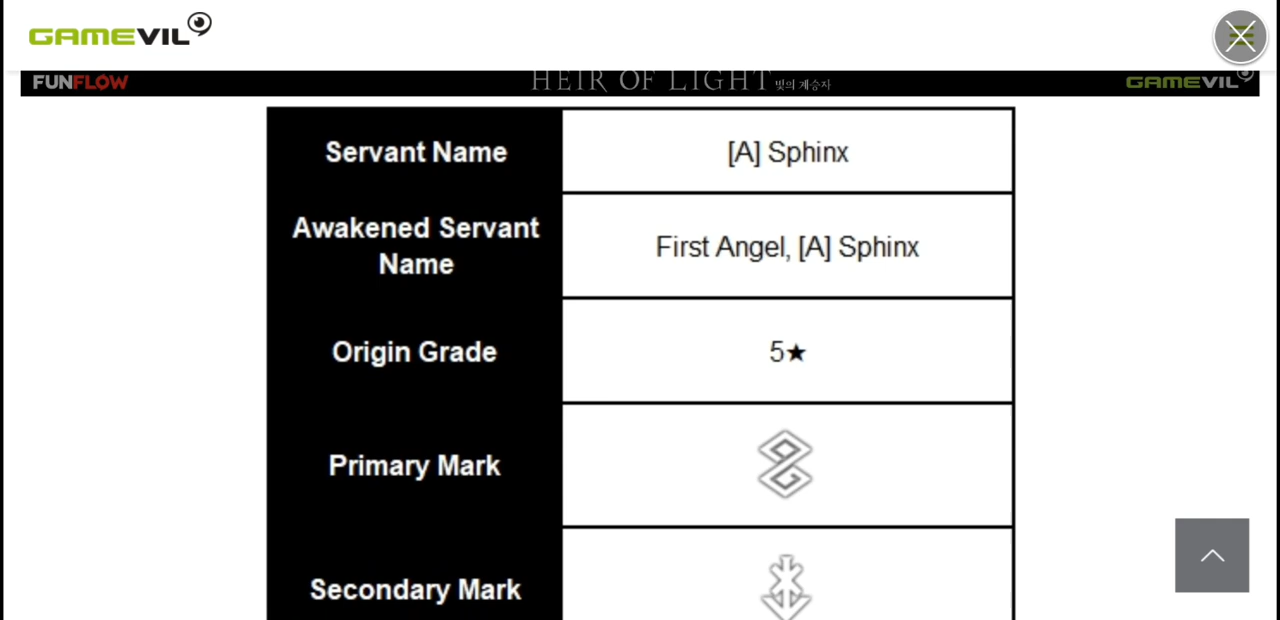 GAMEVIL
FUNFLOW
HEIR OF LIGHT 빛의 계승자
GAMEVIL
Servant Name
[A] Sphinx
Awakened Servant
Name
First Angel, [A] Sphinx
Origin Grade
5★
Primary Mark
Secondary Mark